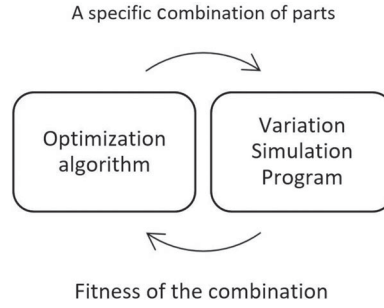 A specific combination of parts
Optimization
algorithm
Variation
Simulation
Program
Fitness of the combination